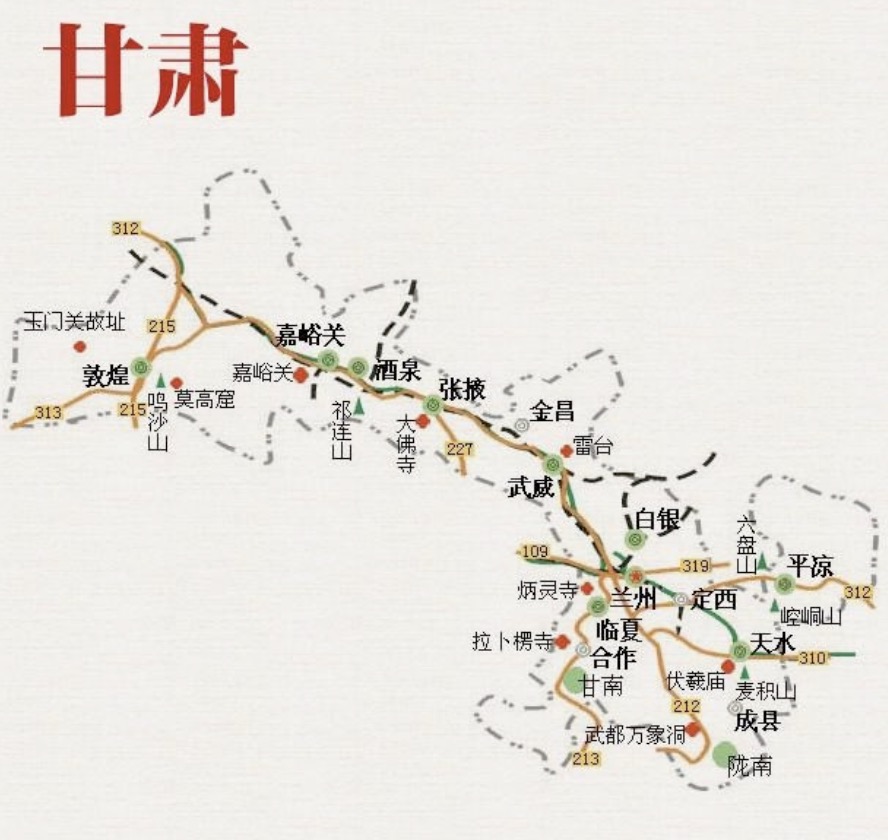 甘肃
312
玉门关故址
215
嘉峪关
敦煌
嘉峪关
酒泉
莫高窟
张掖
313
215
鸣沙山
祁连山
大佛寺
金昌
227
雷台
武威
白银
六盘山
109
319
平凉
炳灵寺
兰州
定西
312
崆峒山
临夏
拉卜楞寺
合作
天水
310
甘南
伏羲庙
麦积山
212
成县
武都万象洞
213
陇南